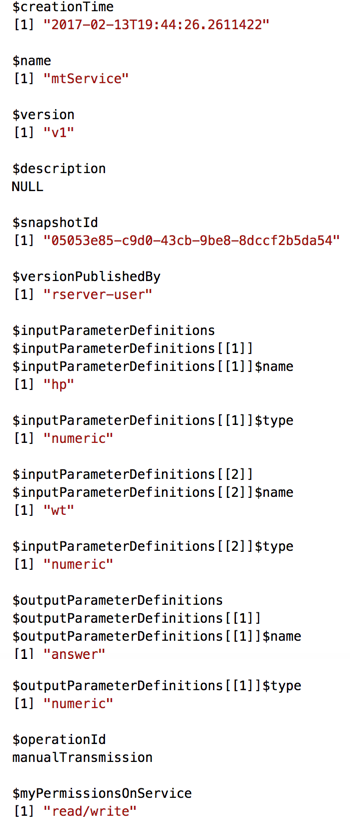 $creationTime
[1] "2017-02-13T19:44:26.2611422"
$name
[1] "mtService"
$version
[1] "v1"
$description
NULL
$snapshotId
[1] "05053e85-c9d0-43cb-9be8-8dccf2b5da54"
$versionPublishedBy
[1] "rserver-user"
$inputParameterDefinitions
$inputParameterDefinitions[[1]]
$inputParameterDefinitions[[1]]$name
[1] "hp"
$inputParameterDefinitions[[1]]$type
[1] "numeric"
$inputParameterDefinitions[[2]]
$inputParameterDefinitions[[2]]$name
[1] "wt"
$inputParameterDefinitions[[2]]$type
[1] "numeric"
$outputParameterDefinitions
$outputParameterDefinitions[[1]]
$outputParameterDefinitions[[1]]$name
[1] "answer"
$outputParameterDefinitions[[1]]$type
[1] "numeric"
$operationId
manualTransmission
$myPermissionsOnService
[1] "read/write"